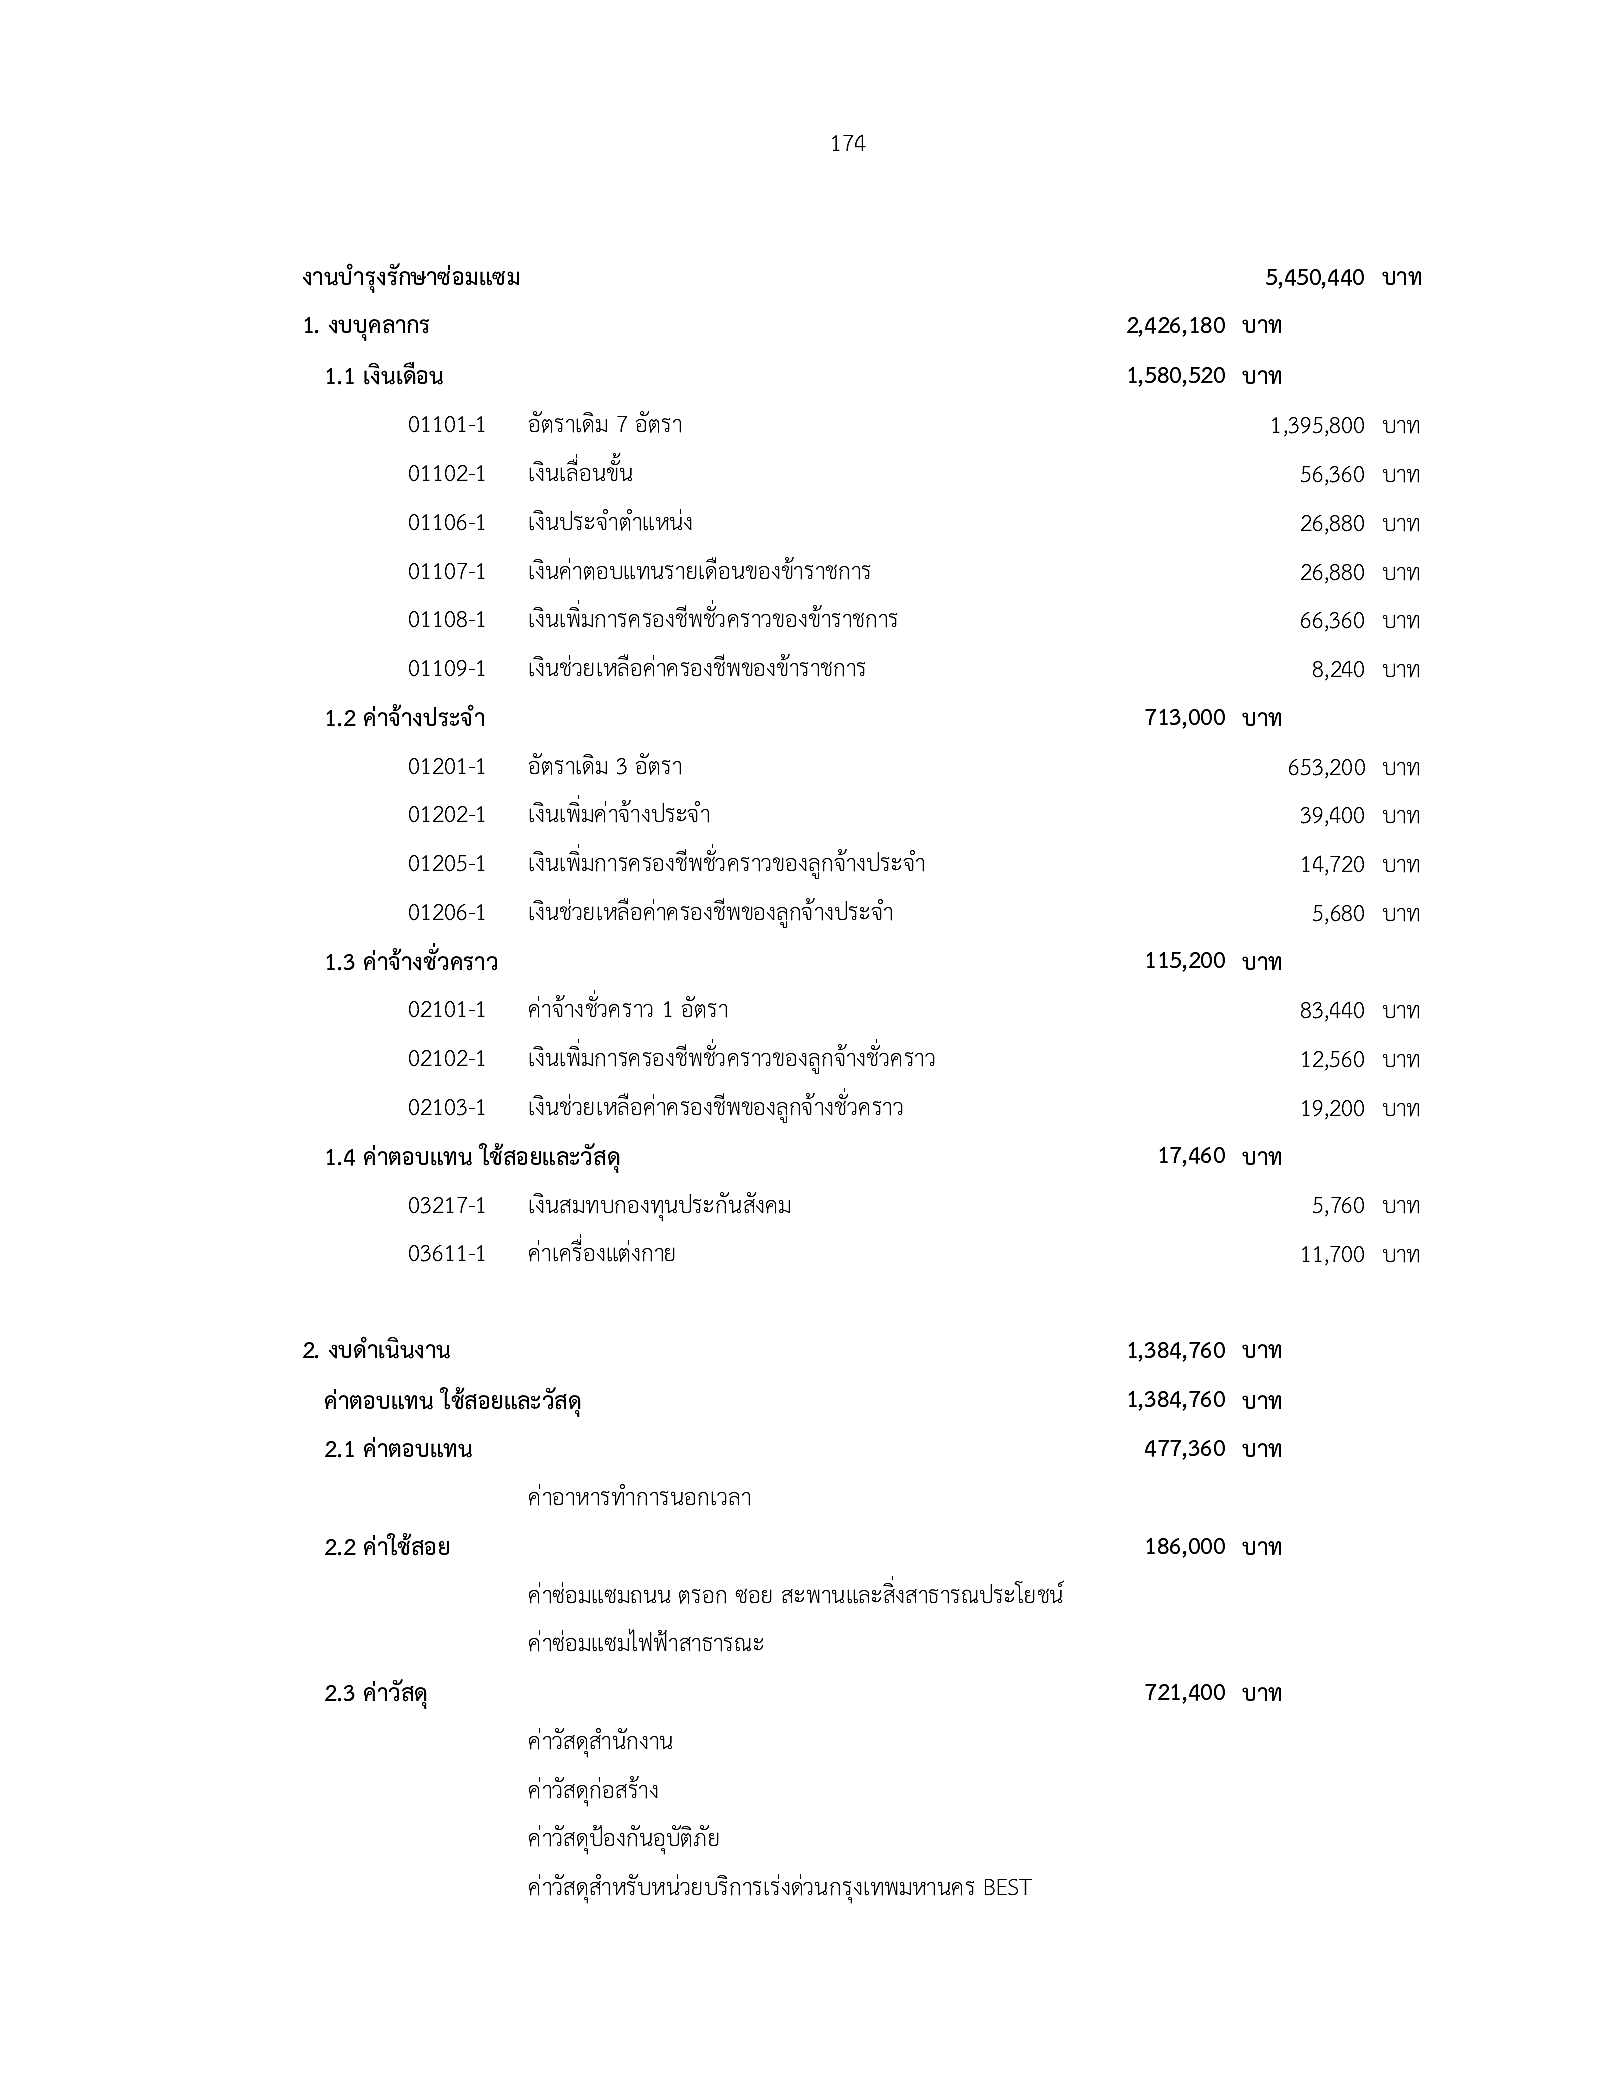 174
งานบำรุงรักษาซ่อมแซม 5,450,440 บาท
1. งบบุคลากร 2,426,180 บาท
1.1 เงินเดือน 1,580,520 บาท
01101-1 อัตราเดิม 7 อัตรา 1,395,800 บาท
01102-1 เงินเลื่อนขั้น 56,360 บาท
01106-1 เงินประจำตำแหน่ง 26,880 บาท
01107-1 เงินค่าตอบแทนรายเดือนของข้าราชการ 26,880 บาท
01108-1 เงินเพิ่มการครองชีพชั่วคราวของข้าราชการ 66,360 บาท
01109-1 เงินช่วยเหลือค่าครองชีพของข้าราชการ 8,240 บาท
1.2 ค่าจ้างประจำ 713,000 บาท
01201-1 อัตราเดิม 3 อัตรา 653,200 บาท
01202-1 เงินเพิ่มค่าจ้างประจำ 39,400 บาท
01205-1 เงินเพิ่มการครองชีพชั่วคราวของลูกจ้างประจำ 14,720 บาท
01206-1 เงินช่วยเหลือค่าครองชีพของลูกจ้างประจำ 5,680 บาท
1.3 ค่าจ้างชั่วคราว 115,200 บาท
02101-1 ค่าจ้างชั่วคราว 1 อัตรา 83,440 บาท
02102-1 เงินเพิ่มการครองชีพชั่วคราวของลูกจ้างชั่วคราว 12,560 บาท
02103-1 เงินช่วยเหลือค่าครองชีพของลูกจ้างชั่วคราว 19,200 บาท
1.4 ค่าตอบแทน ใช้สอยและวัสดุ 17,460 บาท
03217-1 เงินสมทบกองทุนประกันสังคม 5,760 บาท
03611-1 ค่าเครื่องแต่งกาย 11,700 บาท
2. งบดำเนินงาน 1,384,760 บาท
ค่าตอบแทน ใช้สอยและวัสดุ 1,384,760 บาท
2.1 ค่าตอบแทน 477,360 บาท
ค่าอาหารทำการนอกเวลา
2.2 ค่าใช้สอย 186,000 บาท
ค่าซ่อมแซมถนน ตรอก ซอย สะพานและสิ่งสาธารณประโยชน์
ค่าซ่อมแซมไฟฟ้าสาธารณะ
2.3 ค่าวัสดุ 721,400 บาท
ค่าวัสดุสำนักงาน
ค่าวัสดุก่อสร้าง
ค่าวัสดุป้องกันอุบัติภัย
ค่าวัสดุสำหรับหน่วยบริการเร่งด่วนกรุงเทพมหานคร BEST